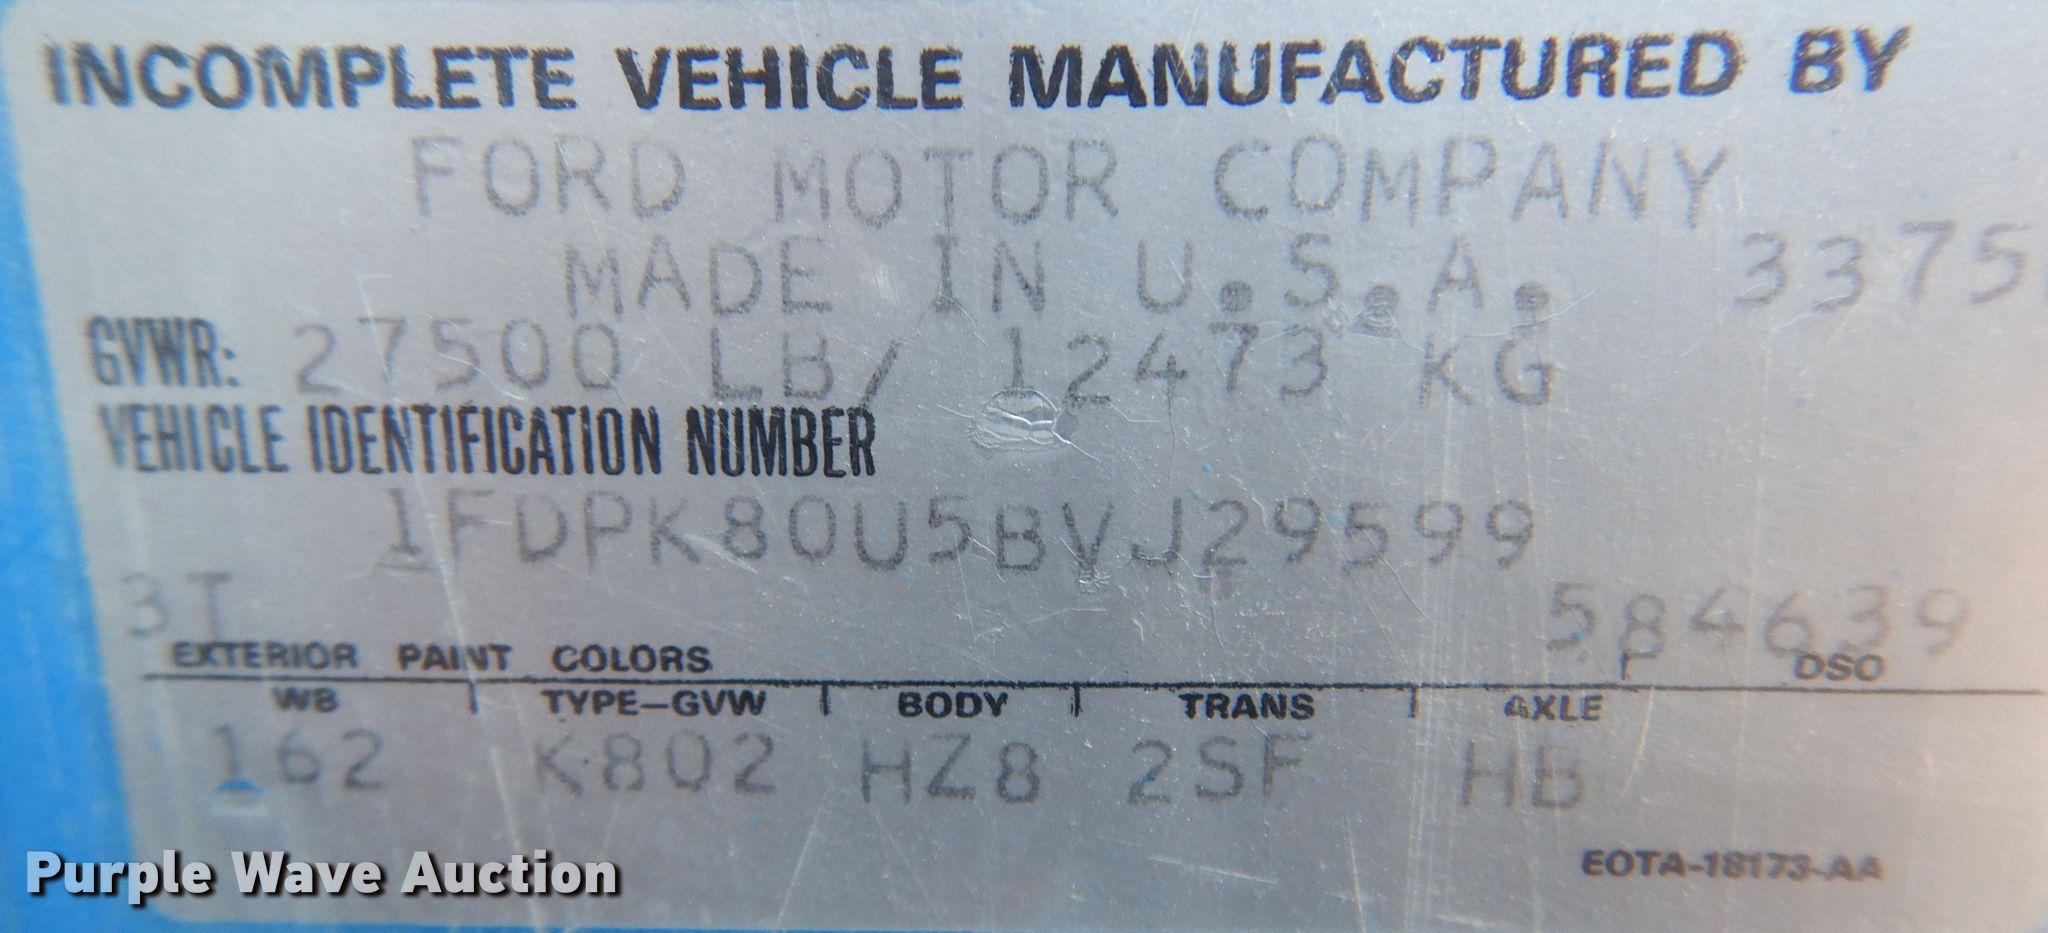 INCOMPLETE VEHICLE MANUFACTURED BY
FORD MOTOR COMPANY
MADE IN U.S.A. 3375
GVWR: 27500 LB/ 12473 KG
VEHICLE IDENTIFICATION NUMBER
1FDPK80U5BVJ29599
3T 584639
EXTERIOR PAINT COLORS DSO
WB TYPE-GVW BODY TRANS AXLE
162 K802 HZ8 2SF HB
EOTA-18173-AA
Purple Wave Auction